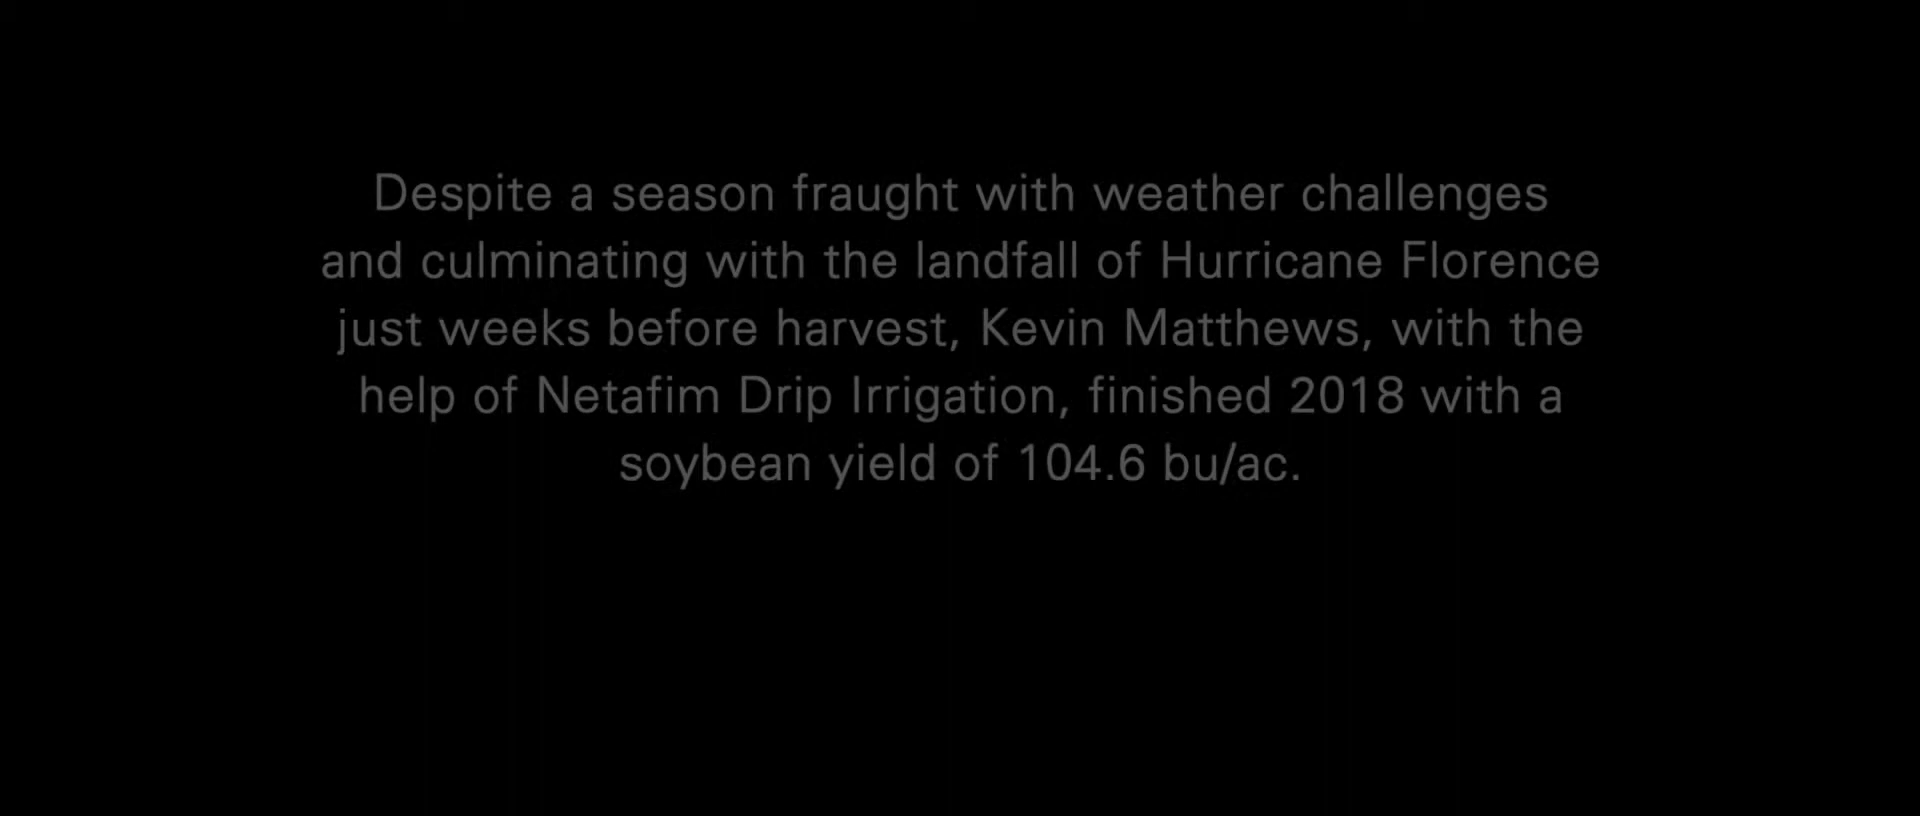 Despite a season fraught with weather challenges
and culminating with the landfall of Hurricane Florence
just weeks before harvest, Kevin Matthews, with the
help of Netafim Drip Irrigation, finished 2018 with a
soybean yield of 104.6 bu/ac.